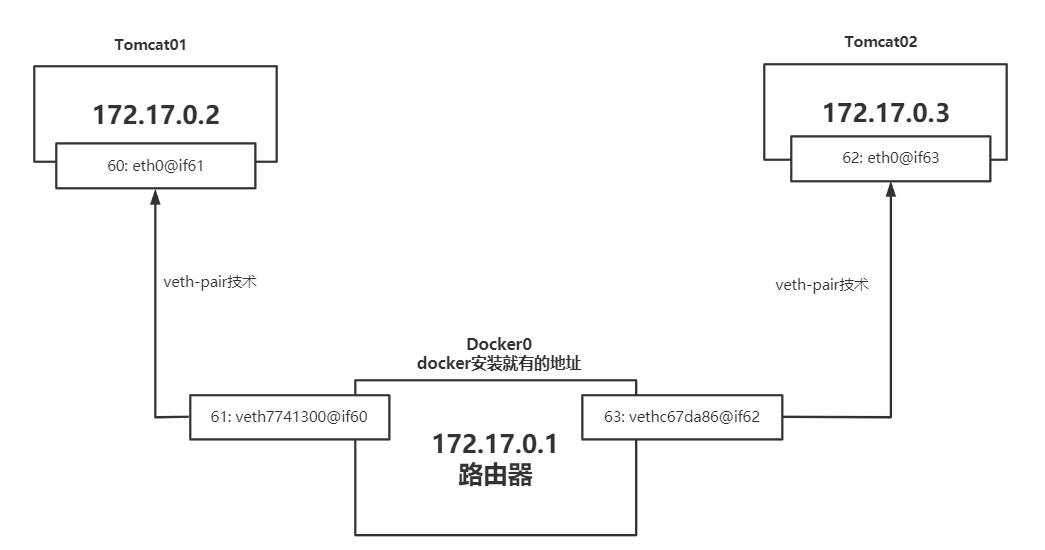 Tomcat01
Tomcat02
172.17.0.2
172.17.0.3
60: eth0@if61
62: eth0@if63
veth-pair技术
veth-pair技术
Docker0
docker安装就有的地址
61: veth7741300@if60
63: vethc67da86@if62
172.17.0.1
路由器